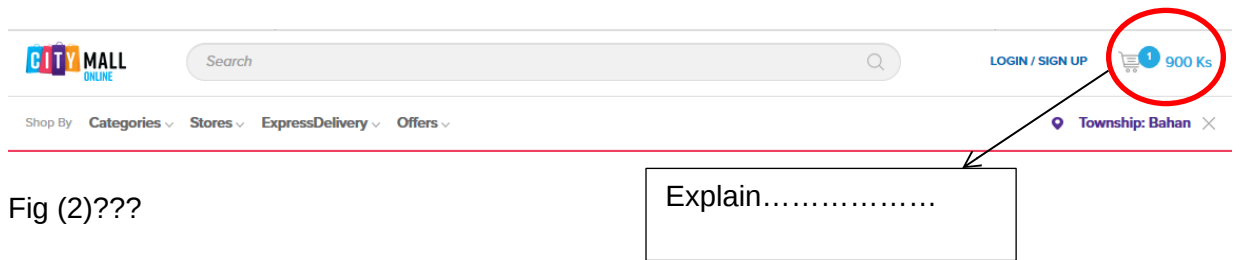 CITY MALL
ONLINE
Search
LOGIN / SIGN UP
1
900 Ks
Shop By Categories Stores ExpressDelivery Offers
Township: Bahan
Explain………………
Fig (2)???